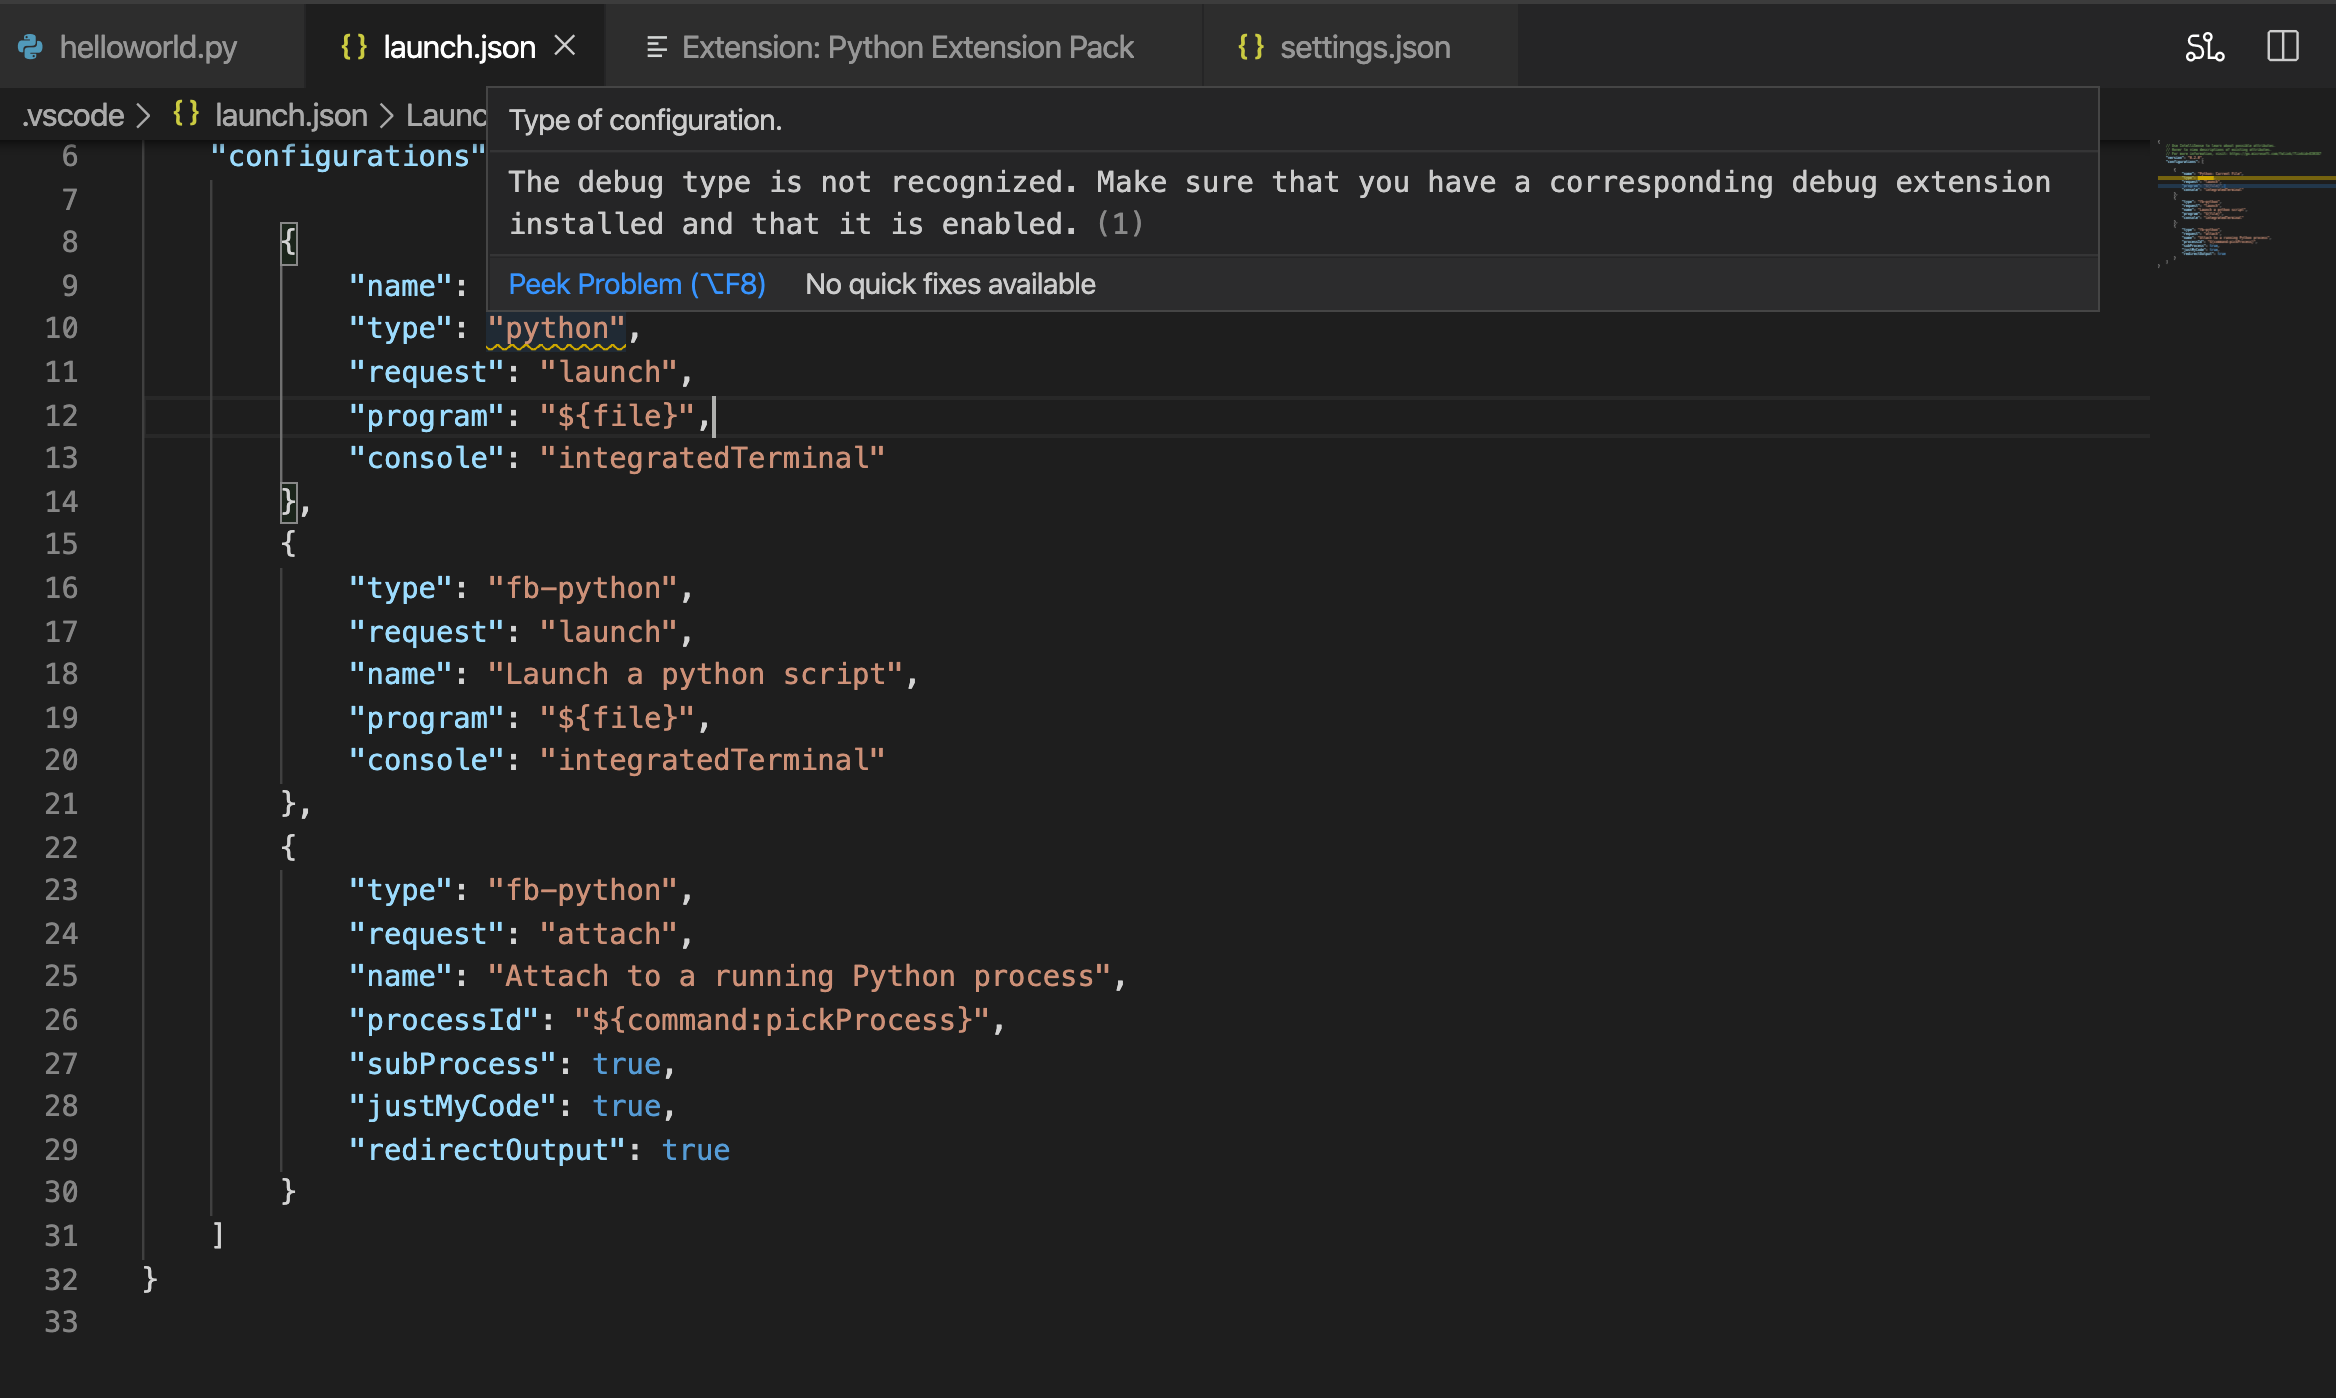 helloworld.py
{} launch.json
Extension: Python Extension Pack
{} settings.json
.vscode > {} launch.json > Launc
Type of configuration.
The debug type is not recognized. Make sure that you have a corresponding debug extension
installed and that it is enabled. (1)
Peek Problem (⌥F8) No quick fixes available
6 "configurations"
7
8 {
9 "name":
10 "type": "python",
11 "request": "launch",
12 "program": "${file}",
13 "console": "integratedTerminal"
14 },
15 {
16 "type": "fb-python",
17 "request": "launch",
18 "name": "Launch a python script",
19 "program": "${file}",
20 "console": "integratedTerminal"
21 },
22 {
23 "type": "fb-python",
24 "request": "attach",
25 "name": "Attach to a running Python process",
26 "processId": "${command:pickProcess}",
27 "subProcess": true,
28 "justMyCode": true,
29 "redirectOutput": true
30 }
31 ]
32 }
33